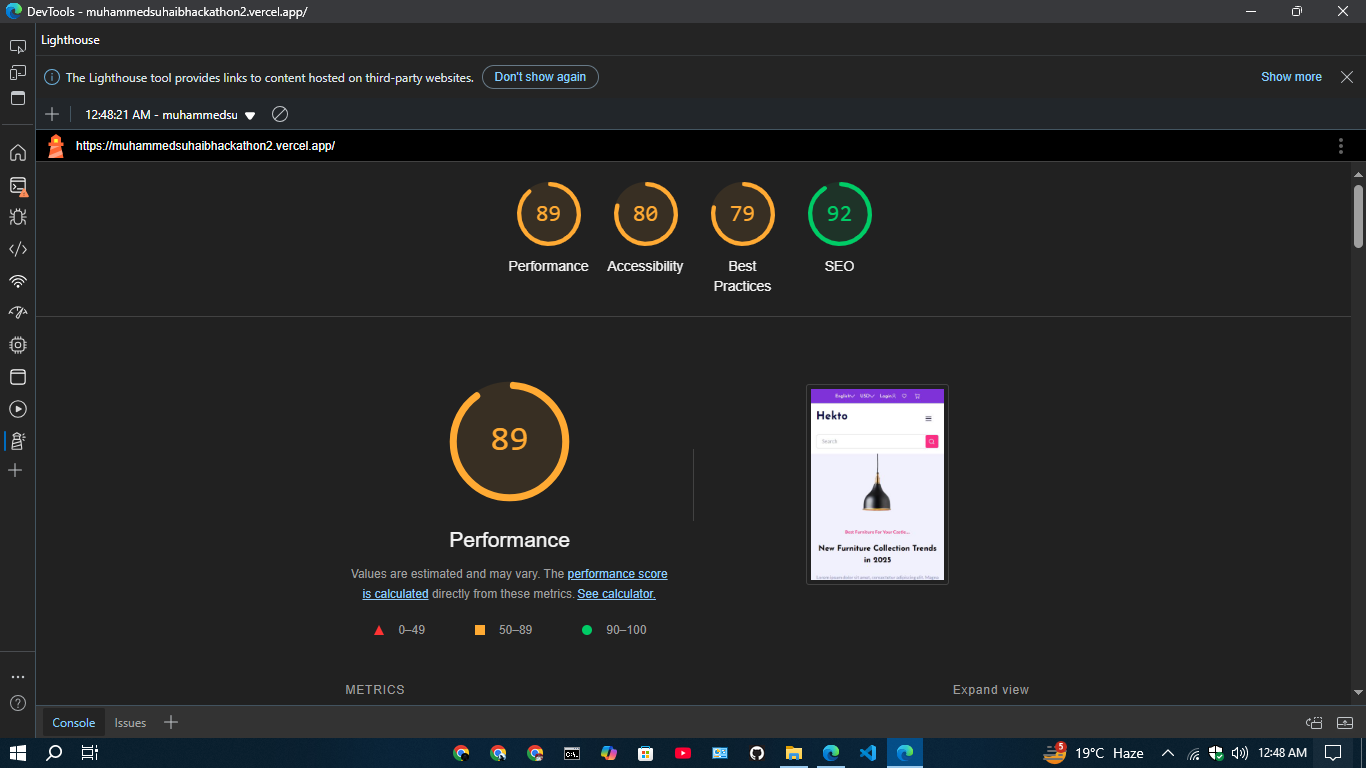 DevTools - muhammedsuhaibhackathon2.vercel.app/
Lighthouse
The Lighthouse tool provides links to content hosted on third-party websites.
Don't show again
Show more
12:48:21 AM - muhammedsu
https://muhammedsuhaibhackathon2.vercel.app/
89
80
79
92
Performance
Accessibility
Best
Practices
SEO
89
Performance
Values are estimated and may vary. The performance score
is calculated directly from these metrics. See calculator.
0–49
50–89
90–100
English
USD
Login
Hekto
Search
Best Furniture For Your Castle....
New Furniture Collection Trends
in 2025
METRICS
Expand view
Console
Issues
C:\_
5
19°C Haze
12:48 AM